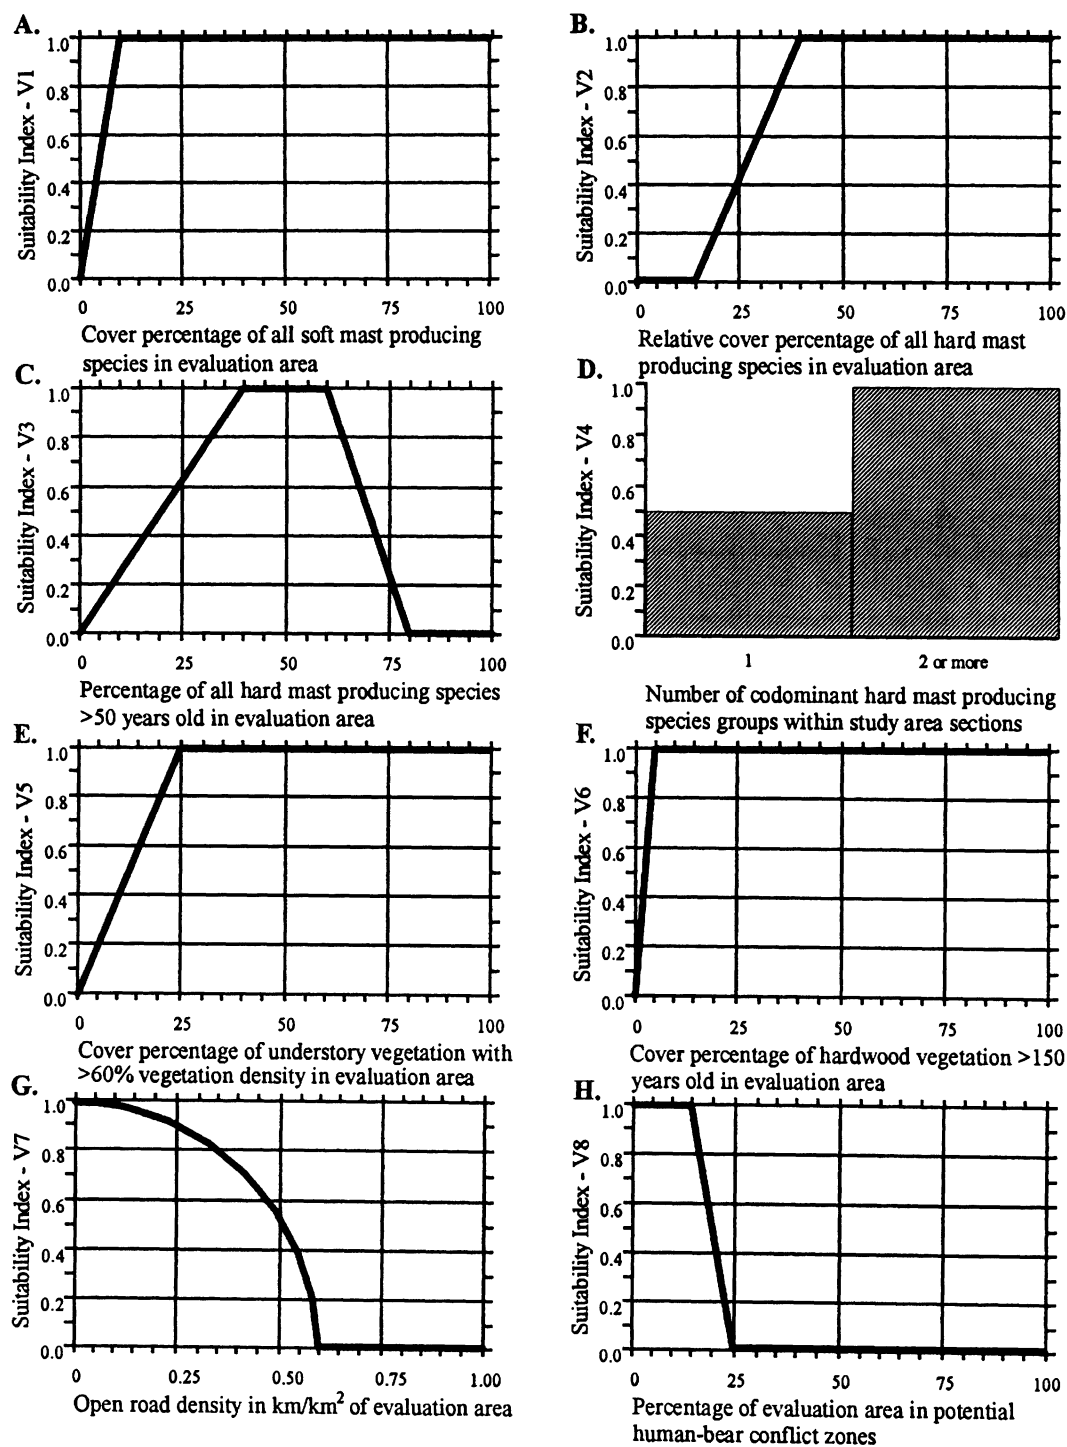 A.
Suitability Index - V1
1.0
0.8
0.6
0.4
0.2
0.0
0 25 50 75 100
Cover percentage of all soft mast producing
species in evaluation area
B.
Suitability Index - V2
1.0
0.8
0.6
0.4
0.2
0.0
0 25 50 75 100
Relative cover percentage of all hard mast
producing species in evaluation area
C.
Suitability Index - V3
1.0
0.8
0.6
0.4
0.2
0.0
0 25 50 75 100
Percentage of all hard mast producing species
>50 years old in evaluation area
D.
Suitability Index - V4
1.0
0.8
0.6
0.4
0.2
0.0
1 2 or more
Number of codominant hard mast producing
species groups within study area sections
E.
Suitability Index - V5
1.0
0.8
0.6
0.4
0.2
0.0
0 25 50 75 100
Cover percentage of understory vegetation with
>60% vegetation density in evaluation area
F.
Suitability Index - V6
1.0
0.8
0.6
0.4
0.2
0.0
0 25 50 75 100
Cover percentage of hardwood vegetation >150
years old in evaluation area
G.
Suitability Index - V7
1.0
0.8
0.6
0.4
0.2
0.0
0 0.25 0.50 0.75 1.00
Open road density in km/km² of evaluation area
H.
Suitability Index - V8
1.0
0.8
0.6
0.4
0.2
0.0
0 25 50 75 100
Percentage of evaluation area in potential
human-bear conflict zones